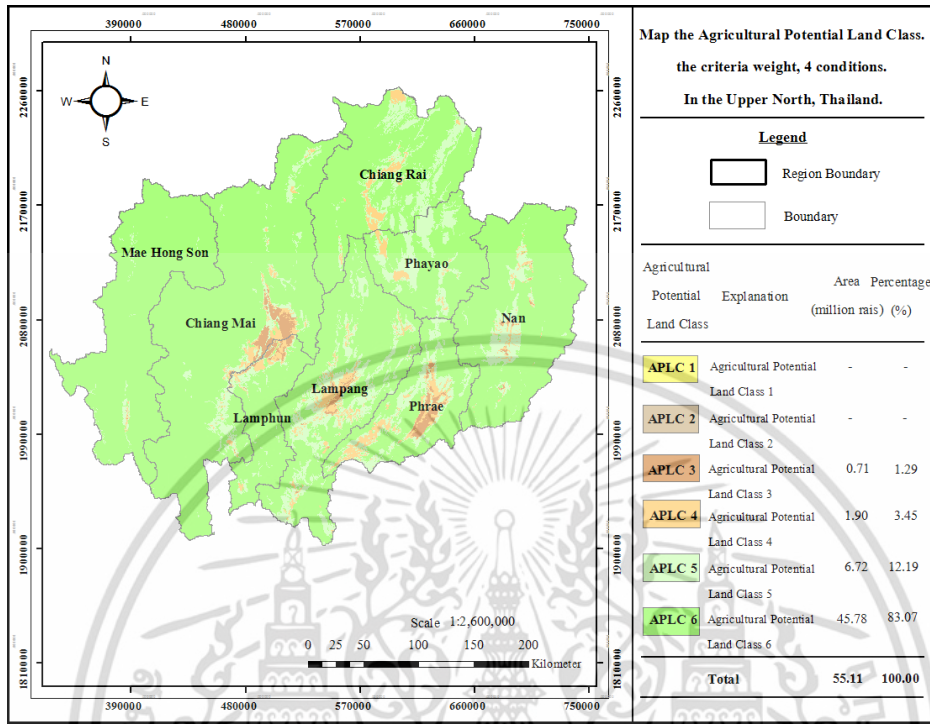 390000 480000 570000 660000 750000
2260000
2170000
2080000
1990000
1900000
1810000
N
W E
S
Chiang Rai
Mae Hong Son
Phayao
Chiang Mai
Nan
Lampang
Phrae
Lamphun
Scale 1:2,600,000
0 25 50 100 150 200
Kilometer
2260000
2170000
2080000
1990000
1900000
1810000
390000 480000 570000 660000 750000
Map the Agricultural Potential Land Class.
the criteria weight, 4 conditions.
In the Upper North, Thailand.
Legend
Region Boundary
Boundary
Agricultural
Potential
Land Class
Explanation
Area
(million rais)
Percentage
(%)
APLC 1 Agricultural Potential - -
Land Class 1
APLC 2 Agricultural Potential - -
Land Class 2
APLC 3 Agricultural Potential 0.71 1.29
Land Class 3
APLC 4 Agricultural Potential 1.90 3.45
Land Class 4
APLC 5 Agricultural Potential 6.72 12.19
Land Class 5
APLC 6 Agricultural Potential 45.78 83.07
Land Class 6
Total 55.11 100.00